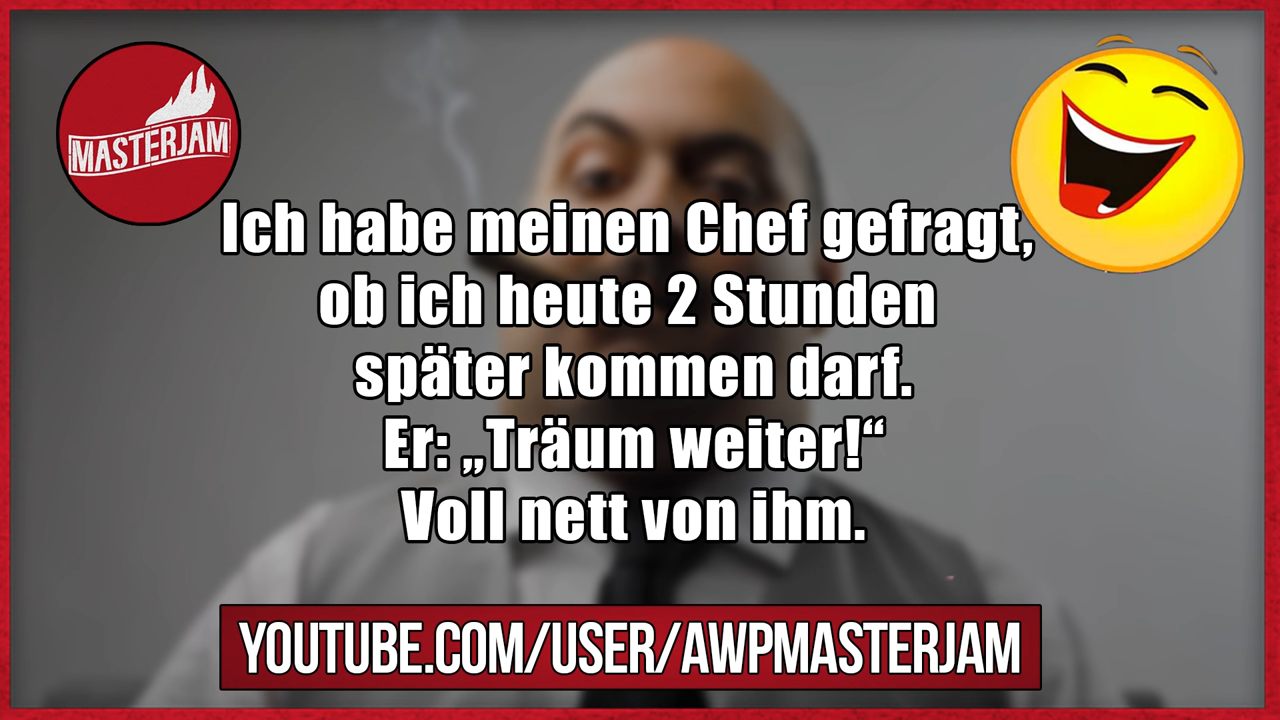 MASTERJAM
Ich habe meinen Chef gefragt,
ob ich heute 2 Stunden
später kommen darf.
Er: „Träum weiter!“
Voll nett von ihm.
YOUTUBE.COM/USER/AWPMASTERJAM